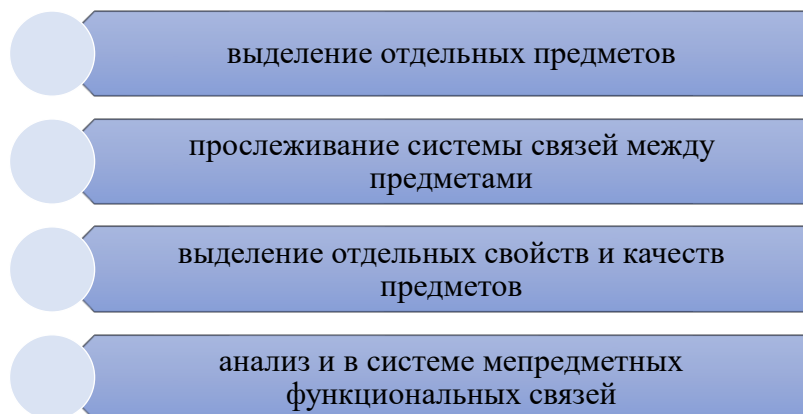 выделение отдельных предметов
прослеживание системы связей между
предметами
выделение отдельных свойств и качеств
предметов
анализ и в системе мепредметных
функциональных связей